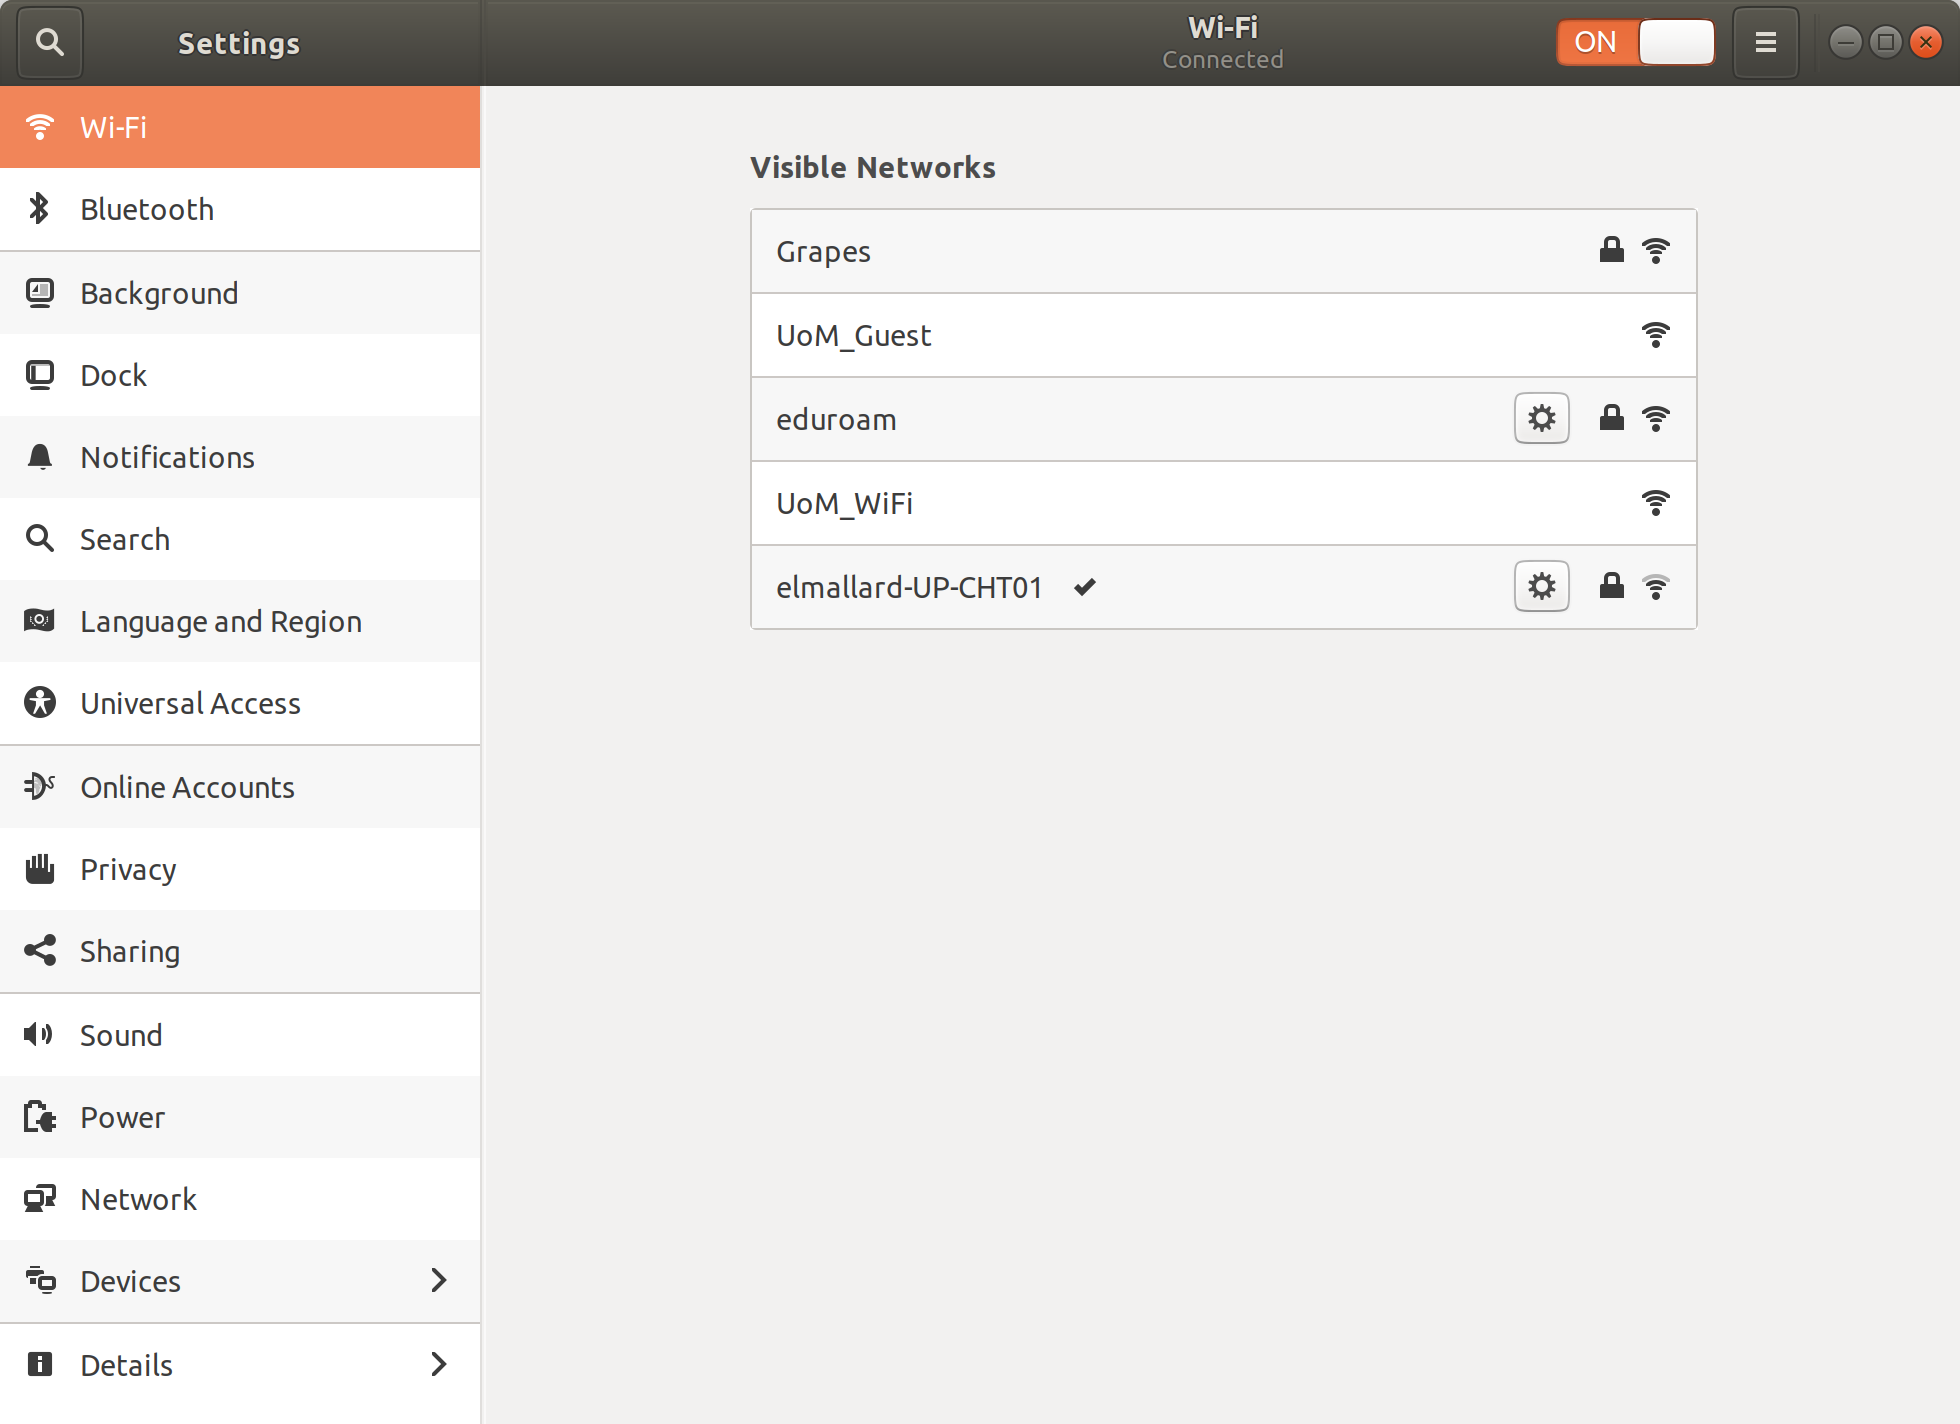 Settings
Wi-Fi
Connected
ON
Wi-Fi
Bluetooth
Background
Dock
Notifications
Search
Language and Region
Universal Access
Online Accounts
Privacy
Sharing
Sound
Power
Network
Devices
Details
Visible Networks
Grapes
UoM_Guest
eduroam
UoM_WiFi
elmallard-UP-CHT01